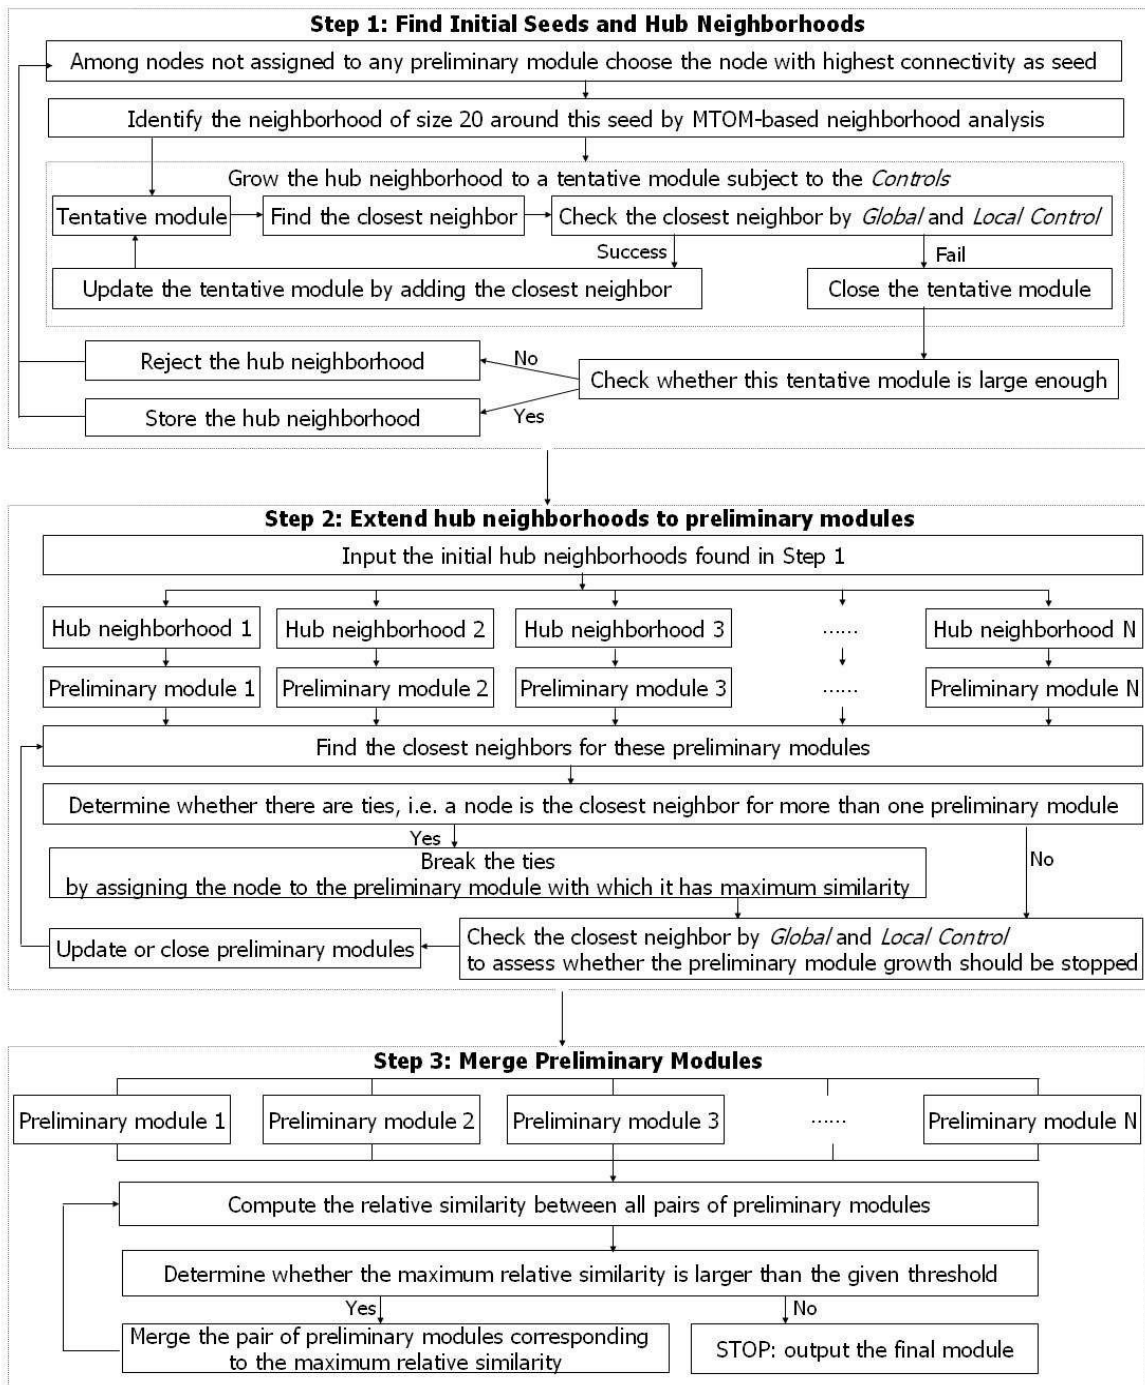 Step 1: Find Initial Seeds and Hub Neighborhoods
Among nodes not assigned to any preliminary module choose the node with highest connectivity as seed
Identify the neighborhood of size 20 around this seed by MTOM-based neighborhood analysis
Grow the hub neighborhood to a tentative module subject to the Controls
Tentative module
Find the closest neighbor
Check the closest neighbor by Global and Local Control
Success
Fail
Update the tentative module by adding the closest neighbor
Close the tentative module
Reject the hub neighborhood
No
Check whether this tentative module is large enough
Store the hub neighborhood
Yes
Step 2: Extend hub neighborhoods to preliminary modules
Input the initial hub neighborhoods found in Step 1
Hub neighborhood 1
Hub neighborhood 2
Hub neighborhood 3
......
Hub neighborhood N
Preliminary module 1
Preliminary module 2
Preliminary module 3
......
Preliminary module N
Find the closest neighbors for these preliminary modules
Determine whether there are ties, i.e. a node is the closest neighbor for more than one preliminary module
Yes
No
Break the ties
by assigning the node to the preliminary module with which it has maximum similarity
Update or close preliminary modules
Check the closest neighbor by Global and Local Control
to assess whether the preliminary module growth should be stopped
Step 3: Merge Preliminary Modules
Preliminary module 1
Preliminary module 2
Preliminary module 3
......
Preliminary module N
Compute the relative similarity between all pairs of preliminary modules
Determine whether the maximum relative similarity is larger than the given threshold
Yes
No
Merge the pair of preliminary modules corresponding
to the maximum relative similarity
STOP: output the final module